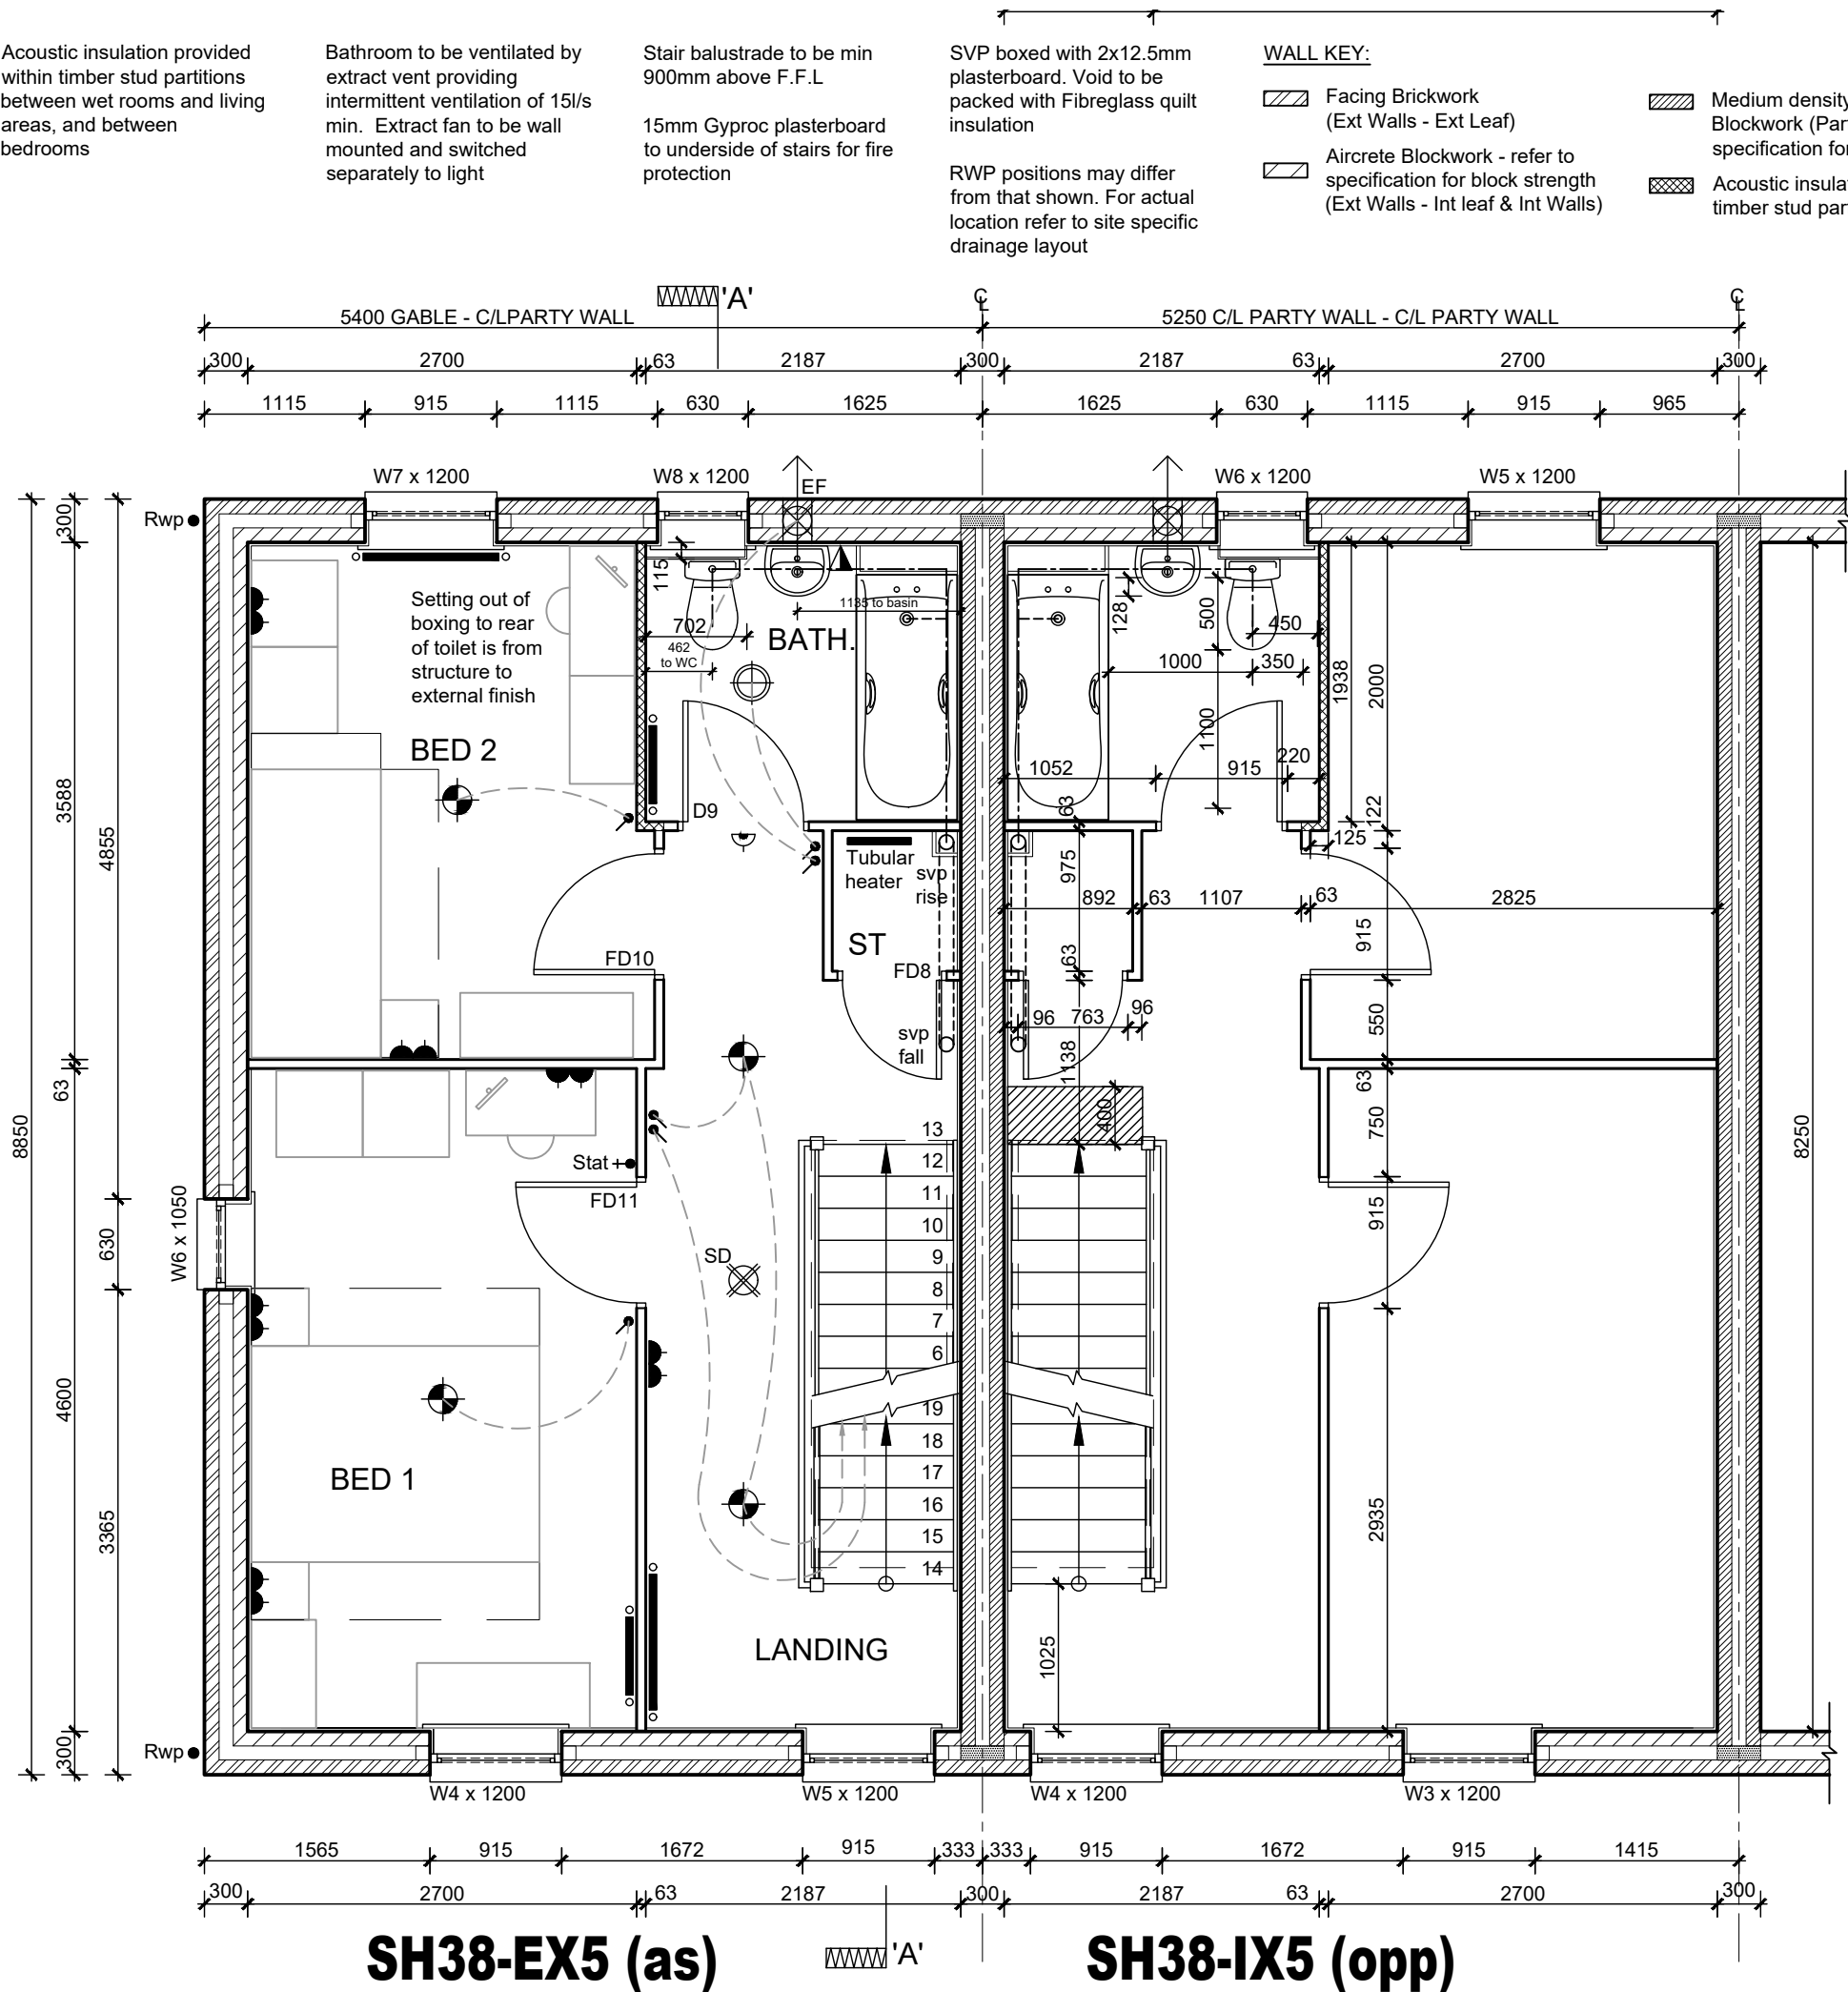 Acoustic insulation provided
within timber stud partitions
between wet rooms and living
areas, and between
bedrooms
Bathroom to be ventilated by
extract vent providing
intermittent ventilation of 15l/s
min. Extract fan to be wall
mounted and switched
separately to light
Stair balustrade to be min
900mm above F.F.L
15mm Gyproc plasterboard
to underside of stairs for fire
protection
SVP boxed with 2x12.5mm
plasterboard. Void to be
packed with Fibreglass quilt
insulation
RWP positions may differ
from that shown. For actual
location refer to site specific
drainage layout
WALL KEY:
Facing Brickwork
(Ext Walls - Ext Leaf)
Aircrete Blockwork - refer to
specification for block strength
(Ext Walls - Int leaf & Int Walls)
Medium density
Blockwork (Par
specification for
Acoustic insula
timber stud par
'A'
5400 GABLE - C/LPARTY WALL
5250 C/L PARTY WALL - C/L PARTY WALL
C L
C L
300 2700 63 2187 300 2187 63 2700 300
1115 915 1115 630 1625 1625 630 1115 915 965
W7 x 1200 W8 x 1200 W6 x 1200 W5 x 1200
EF
Rwp
300
115
Setting out of
boxing to rear
of toilet is from
structure to
external finish
1135 to basin
702
462
to WC
BATH.
128
500
450
1000 350
1938
2000
1100
BED 2
1052 915 220
3588
4855
D9
63
122
125
Tubular
heater
svp
rise
975
892 63 1107 63 2825
ST
915
FD10
FD8
63
96 763 96
550
svp
fall
1138
63
63
400
750
8850
8250
13
12
11
10
9
8
7
6
Stat
FD11
W6 x 1050
630
915
SD
4600
BED 1
19
18
17
16
15
14
3365
2935
LANDING
1025
300
Rwp
W4 x 1200 W5 x 1200 W4 x 1200 W3 x 1200
1565 915 1672 915 333 333 915 1672 915 1415
300 2700 63 2187 300 2187 63 2700 300
SH38-EX5 (as)
'A'
SH38-IX5 (opp)